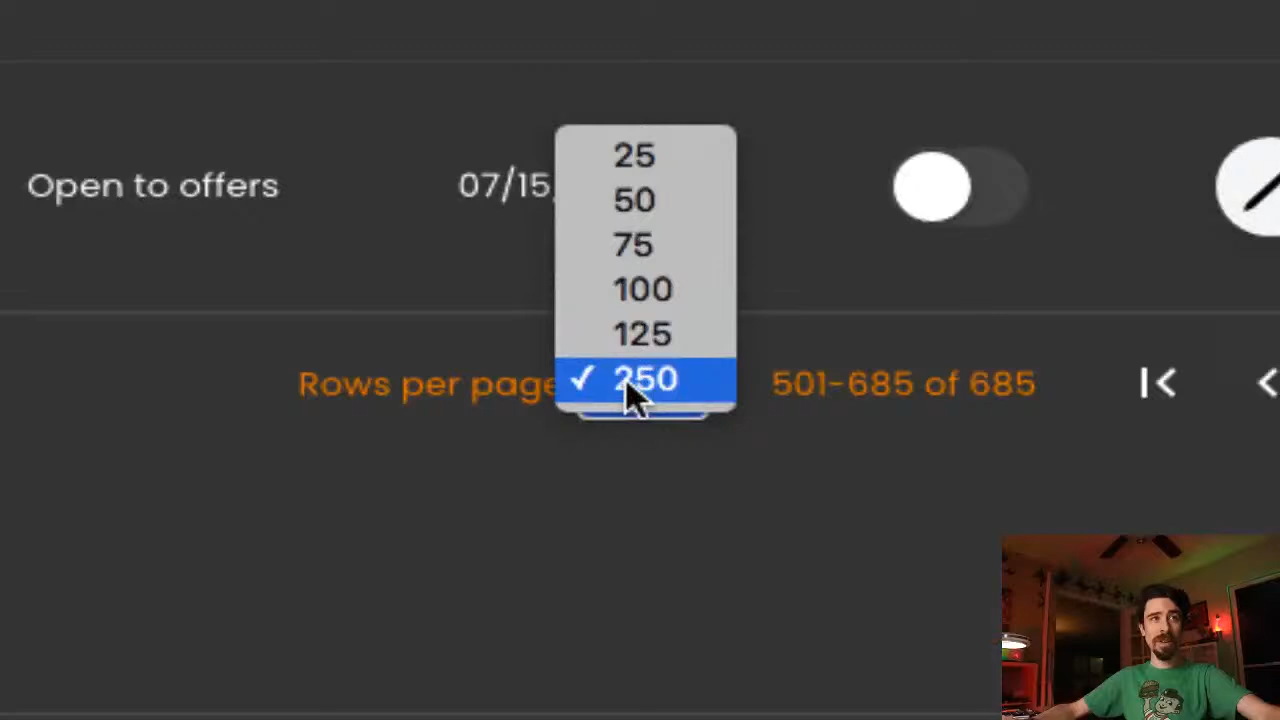 25
50
Open to offers 07/15,
75
100
125
Rows per page ✓ 250 501-685 of 685